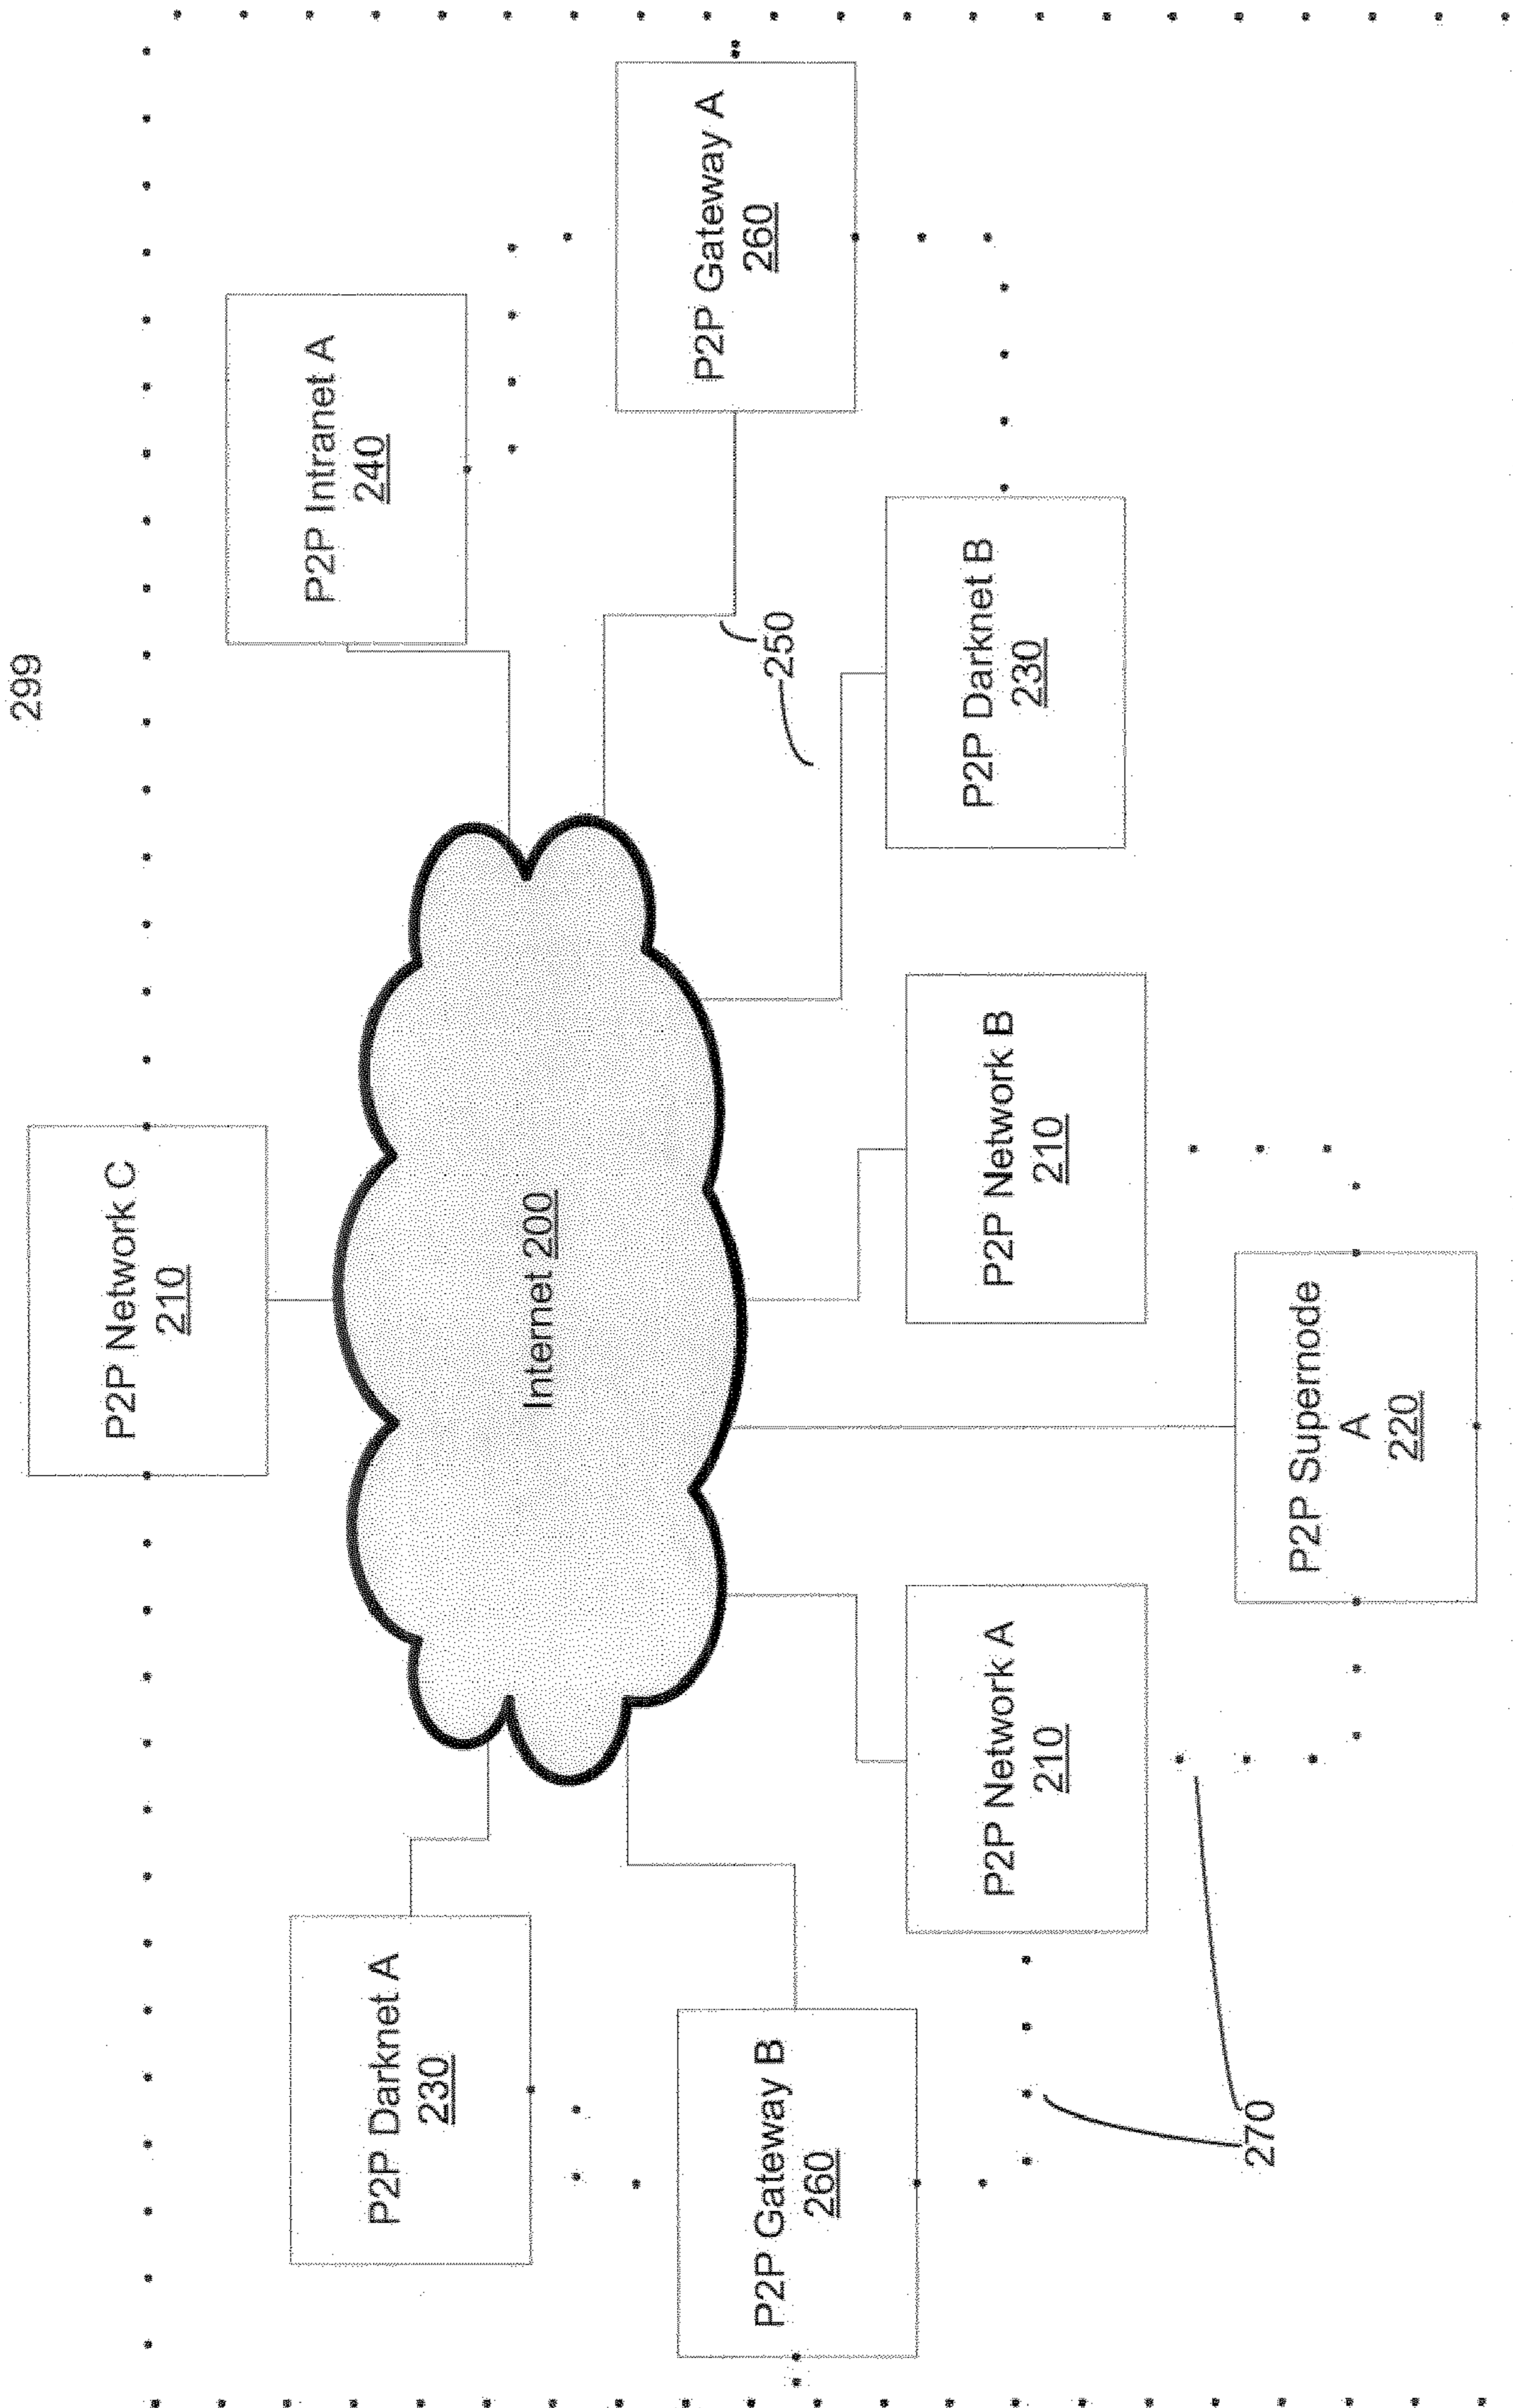 299
P2P Network C
210
P2P Darknet A
230
P2P Intranet A
240
Internet 200
P2P Gateway B
260
P2P Gateway A
260
250
P2P Network A
210
P2P Network B
210
P2P Darknet B
230
P2P Supernode
A
220
270